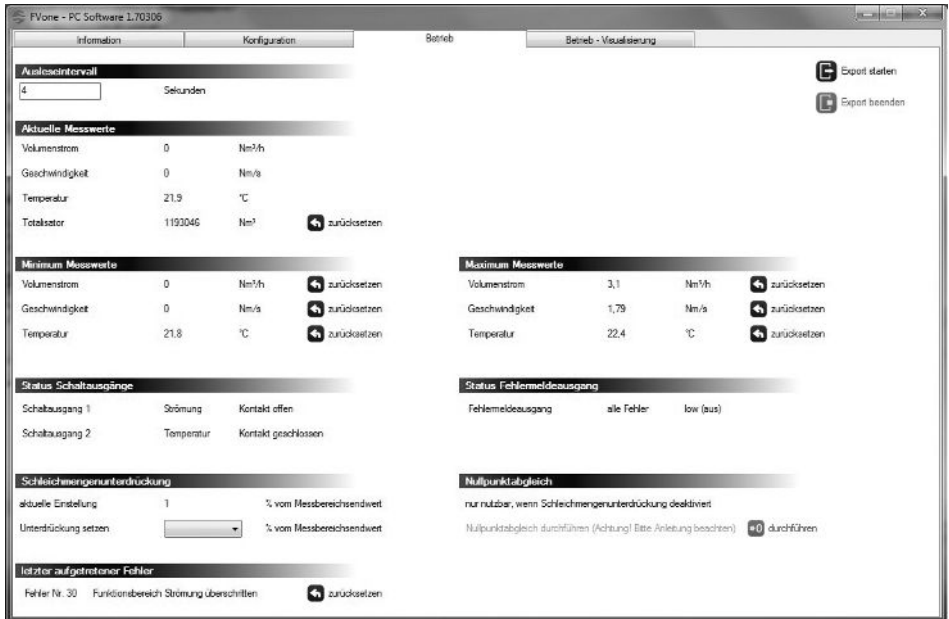 FVone - PC Software 1.70306
Information Konfiguration Betrieb Betrieb - Visualisierung
Ausleseintervall
4 Sekunden
Export starten
Export beenden
Aktuelle Messwerte
Volumenstrom 0 Nm³/h
Geschwindigkeit 0 Nm/s
Temperatur 21,9 °C
Totalisator 1193046 Nm³ zurücksetzen
Minimum Messwerte
Volumenstrom 0 Nm³/h zurücksetzen
Geschwindigkeit 0 Nm/s zurücksetzen
Temperatur 21,8 °C zurücksetzen
Maximum Messwerte
Volumenstrom 3,1 Nm³/h zurücksetzen
Geschwindigkeit 1,79 Nm/s zurücksetzen
Temperatur 22,4 °C zurücksetzen
Status Schaltausgänge
Schaltausgang 1 Strömung Kontakt offen
Schaltausgang 2 Temperatur Kontakt geschlossen
Status Fehlermeldeausgang
Fehlermeldeausgang alle Fehler low (aus)
Schleichmengenunterdrückung
aktuelle Einstellung 1 % vom Messbereichsendwert
Unterdrückung setzen % vom Messbereichsendwert
Nullpunktabgleich
nur nutzbar, wenn Schleichmengenunterdrückung deaktiviert
Nullpunktabgleich durchführen (Achtung! Bitte Anleitung beachten) durchführen
letzter aufgetretener Fehler
Fehler Nr. 30 Funktionsbereich Strömung überschritten zurücksetzen